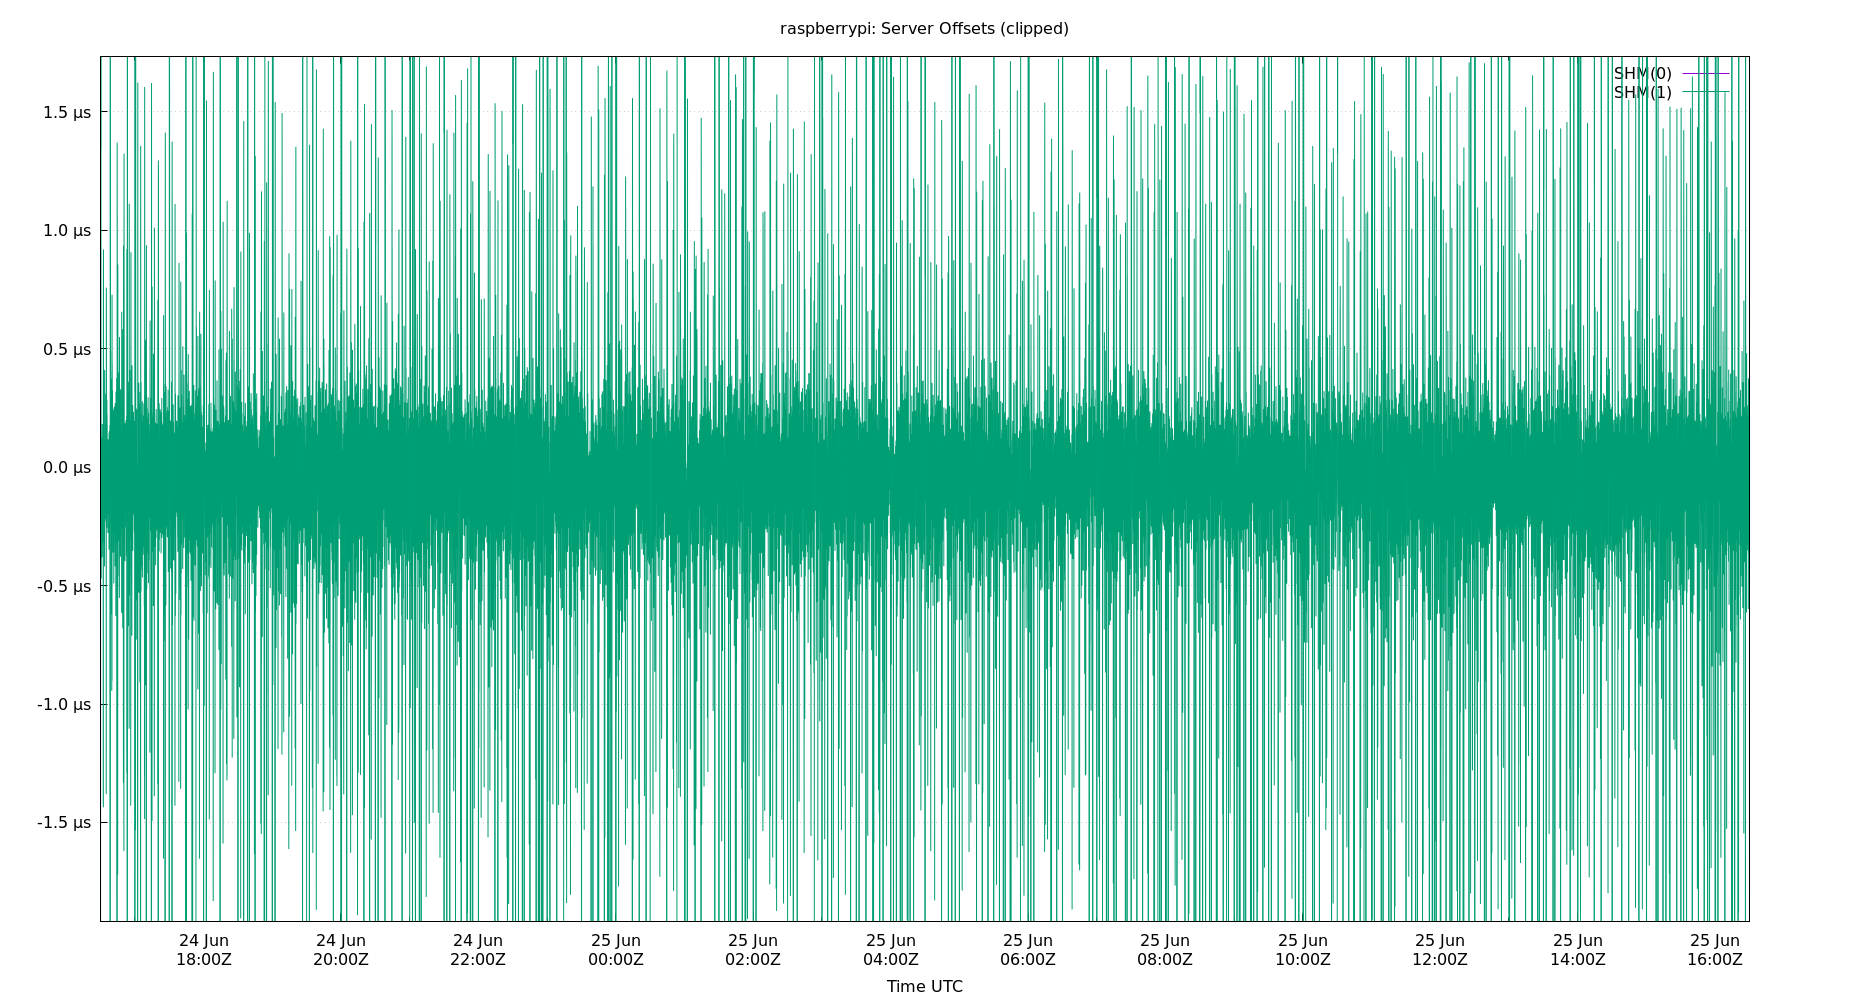 raspberrypi: Server Offsets (clipped)
SHM(0)
SHM(1)
1.5 µs
1.0 µs
0.5 µs
0.0 µs
-0.5 µs
-1.0 µs
-1.5 µs
24 Jun 24 Jun 24 Jun 25 Jun 25 Jun 25 Jun 25 Jun 25 Jun 25 Jun 25 Jun 25 Jun 25 Jun
18:00Z 20:00Z 22:00Z 00:00Z 02:00Z 04:00Z 06:00Z 08:00Z 10:00Z 12:00Z 14:00Z 16:00Z
Time UTC